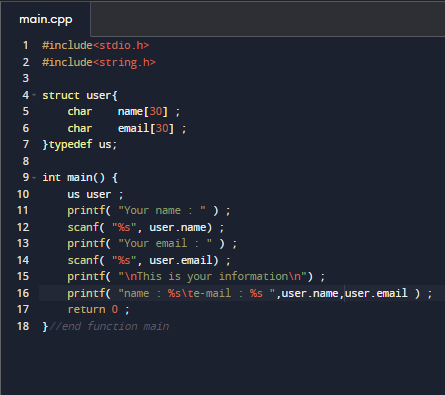 main.cpp
1 #include<stdio.h>
2 #include<string.h>
3
4 struct user{
5 char    name[30] ;
6 char    email[30] ;
7 }typedef us;
8
9 int main() {
10 us user ;
11 printf( "Your name : " ) ;
12 scanf( "%s", user.name) ;
13 printf( "Your email : " ) ;
14 scanf( "%s", user.email) ;
15 printf( "\nThis is your information\n") ;
16 printf( "name : %s\te-mail : %s ",user.name,user.email ) ;
17 return 0 ;
18 }//end function main